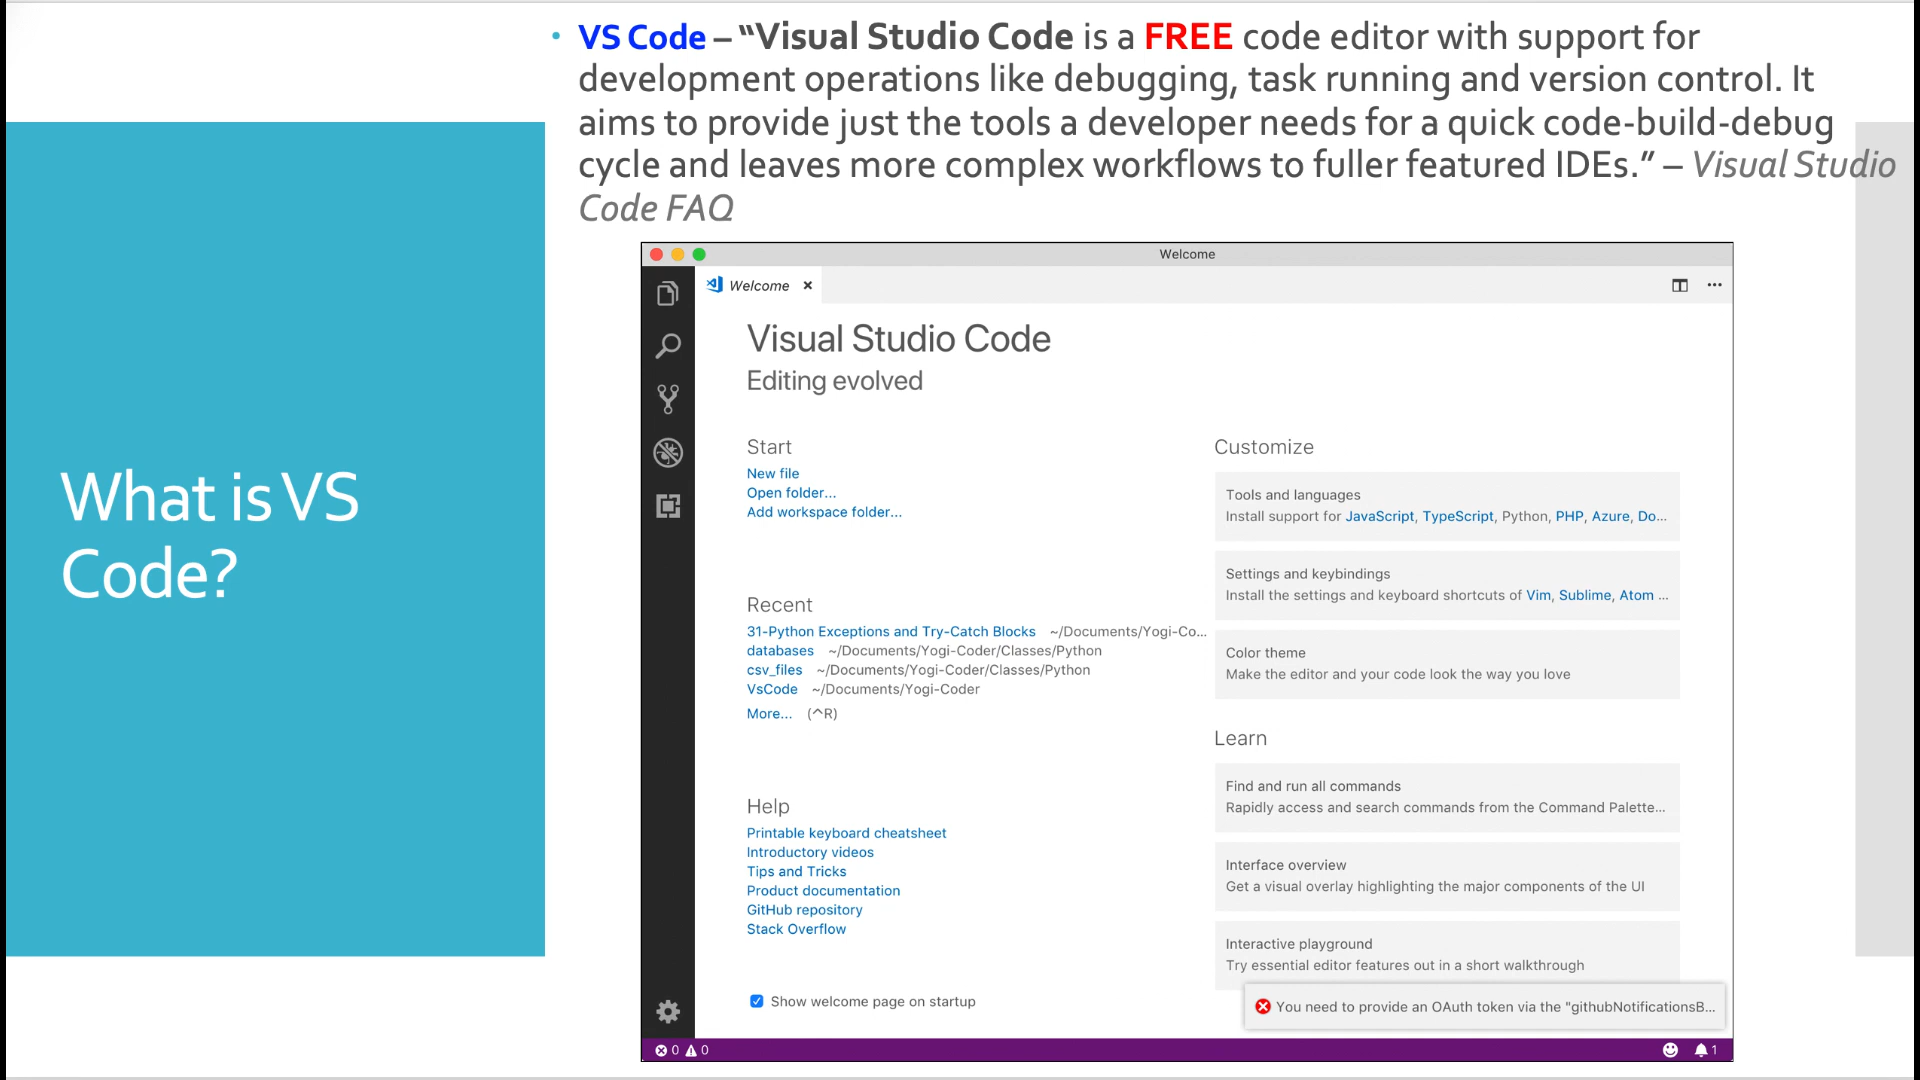 What is VS
Code?
• VS Code – “Visual Studio Code is a FREE code editor with support for
development operations like debugging, task running and version control. It
aims to provide just the tools a developer needs for a quick code-build-debug
cycle and leaves more complex workflows to fuller featured IDEs.” – Visual Studio
Code FAQ
Welcome
Welcome ×
Visual Studio Code
Editing evolved
Start
New file
Open folder...
Add workspace folder...
Recent
31-Python Exceptions and Try-Catch Blocks ~/Documents/Yogi-Co...
databases ~/Documents/Yogi-Coder/Classes/Python
csv_files ~/Documents/Yogi-Coder/Classes/Python
VsCode ~/Documents/Yogi-Coder
More... (^R)
Help
Printable keyboard cheatsheet
Introductory videos
Tips and Tricks
Product documentation
GitHub repository
Stack Overflow
Show welcome page on startup
Customize
Tools and languages
Install support for JavaScript, TypeScript, Python, PHP, Azure, Do...
Settings and keybindings
Install the settings and keyboard shortcuts of Vim, Sublime, Atom ...
Color theme
Make the editor and your code look the way you love
Learn
Find and run all commands
Rapidly access and search commands from the Command Palette...
Interface overview
Get a visual overlay highlighting the major components of the UI
Interactive playground
Try essential editor features out in a short walkthrough
You need to provide an OAuth token via the "githubNotificationsB...
0 0
1